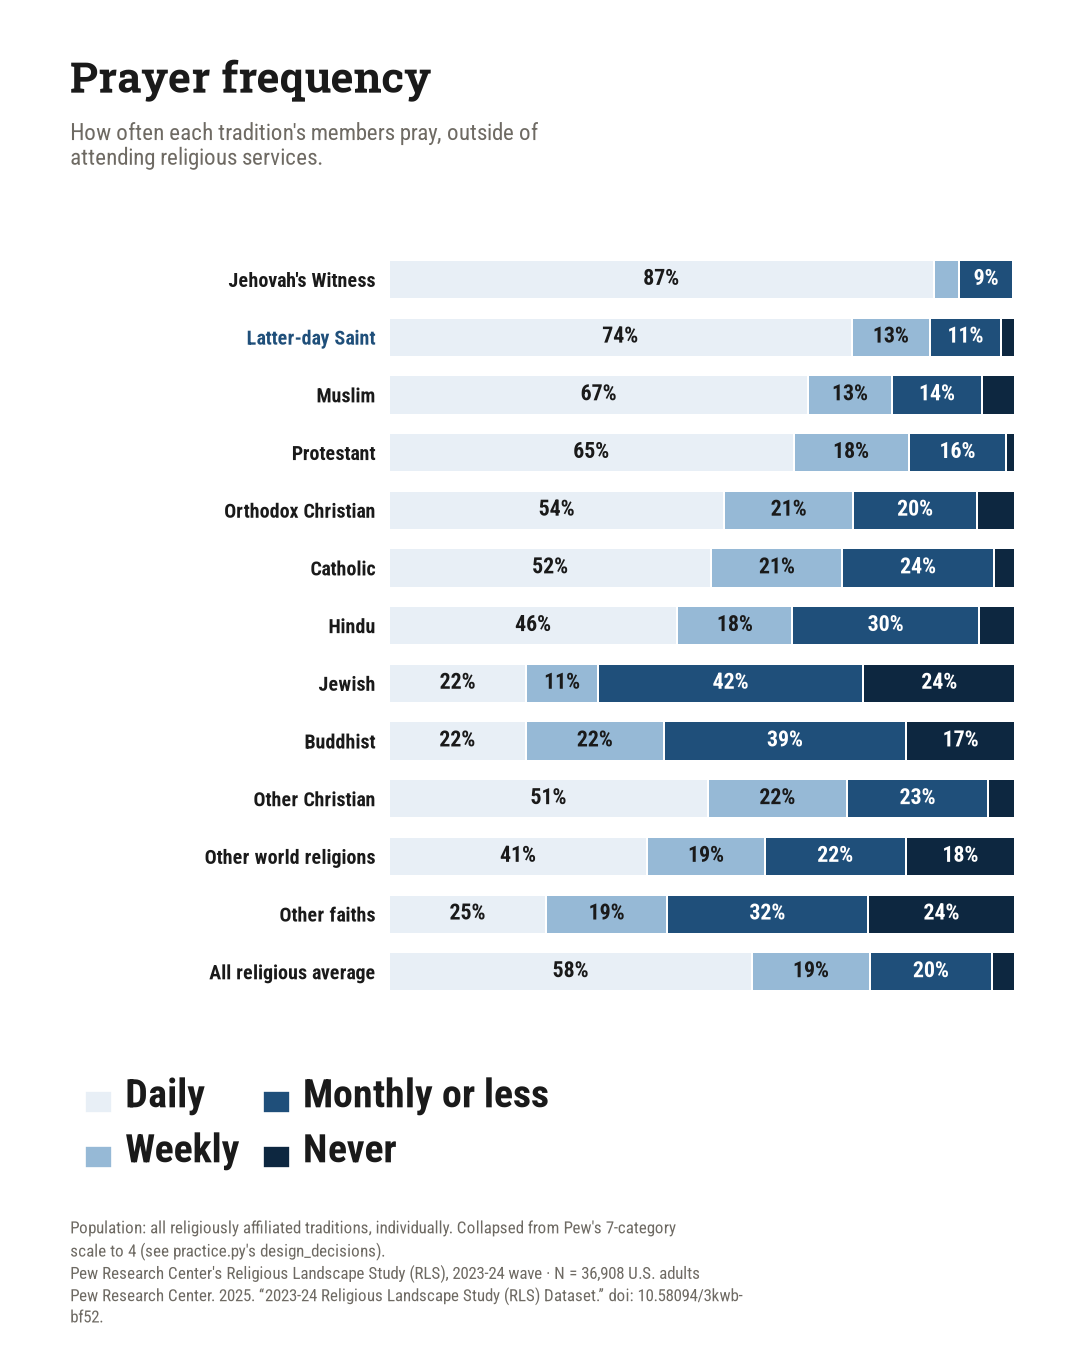 Prayer frequency
How often each tradition's members pray, outside of
attending religious services.
Jehovah's Witness 87% 9%
Latter-day Saint 74% 13% 11%
Muslim 67% 13% 14%
Protestant 65% 18% 16%
Orthodox Christian 54% 21% 20%
Catholic 52% 21% 24%
Hindu 46% 18% 30%
Jewish 22% 11% 42% 24%
Buddhist 22% 22% 39% 17%
Other Christian 51% 22% 23%
Other world religions 41% 19% 22% 18%
Other faiths 25% 19% 32% 24%
All religious average 58% 19% 20%
Daily Monthly or less
Weekly Never
Population: all religiously affiliated traditions, individually. Collapsed from Pew's 7-category
scale to 4 (see practice.py's design_decisions).
Pew Research Center's Religious Landscape Study (RLS), 2023-24 wave · N = 36,908 U.S. adults
Pew Research Center. 2025. “2023-24 Religious Landscape Study (RLS) Dataset.” doi: 10.58094/3kwb-
bf52.